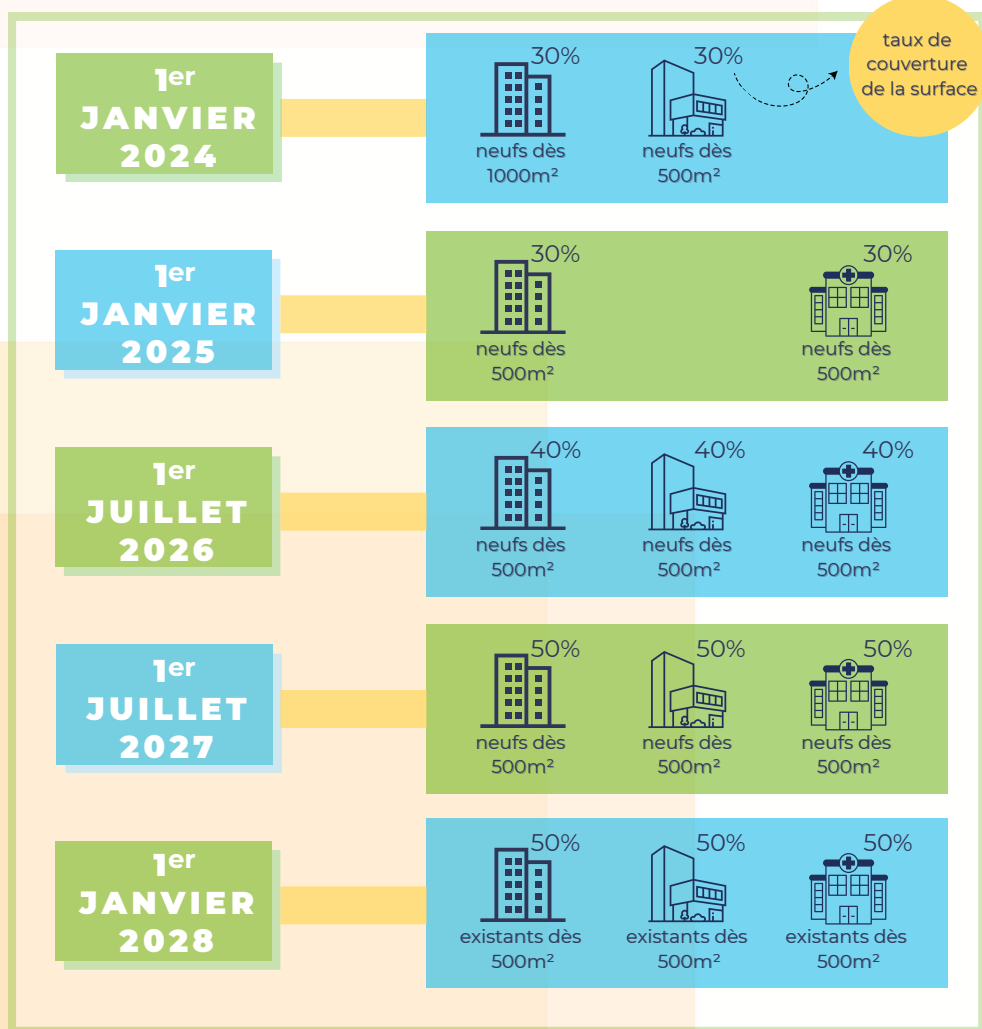 taux de
couverture
de la surface
1er
JANVIER
2024
30%
30%
neufs dès
1000m²
neufs dès
500m²
1er
JANVIER
2025
30%
30%
neufs dès
500m²
neufs dès
500m²
1er
JUILLET
2026
40%
40%
40%
neufs dès
500m²
neufs dès
500m²
neufs dès
500m²
1er
JUILLET
2027
50%
50%
50%
neufs dès
500m²
neufs dès
500m²
neufs dès
500m²
1er
JANVIER
2028
50%
50%
50%
existants dès
500m²
existants dès
500m²
existants dès
500m²